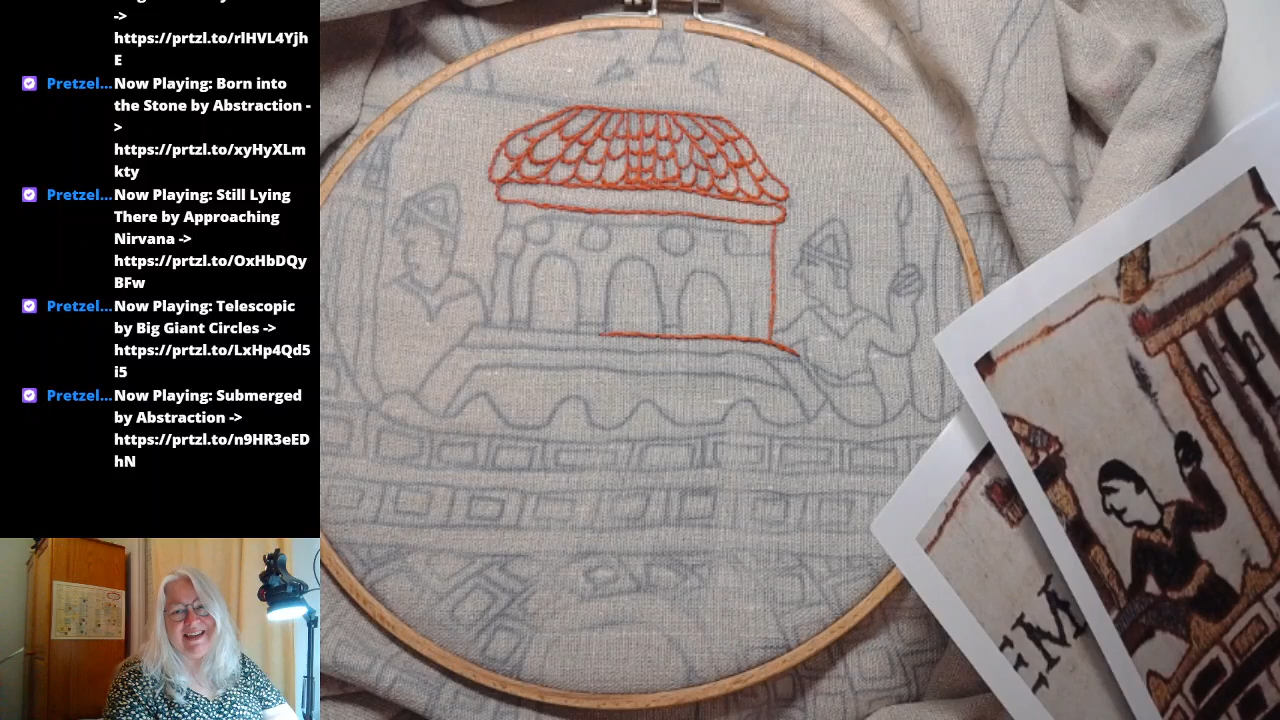 ->
https://prtzl.to/rlHVL4Yjh
E
Pretzel... Now Playing: Born into
the Stone by Abstraction -
>
https://prtzl.to/xyHyXLm
kty
Pretzel... Now Playing: Still Lying
There by Approaching
Nirvana ->
https://prtzl.to/OxHbDQy
BFw
Pretzel... Now Playing: Telescopic
by Big Giant Circles ->
https://prtzl.to/LxHp4Qd5
i5
Pretzel... Now Playing: Submerged
by Abstraction ->
https://prtzl.to/n9HR3eED
hN
EM